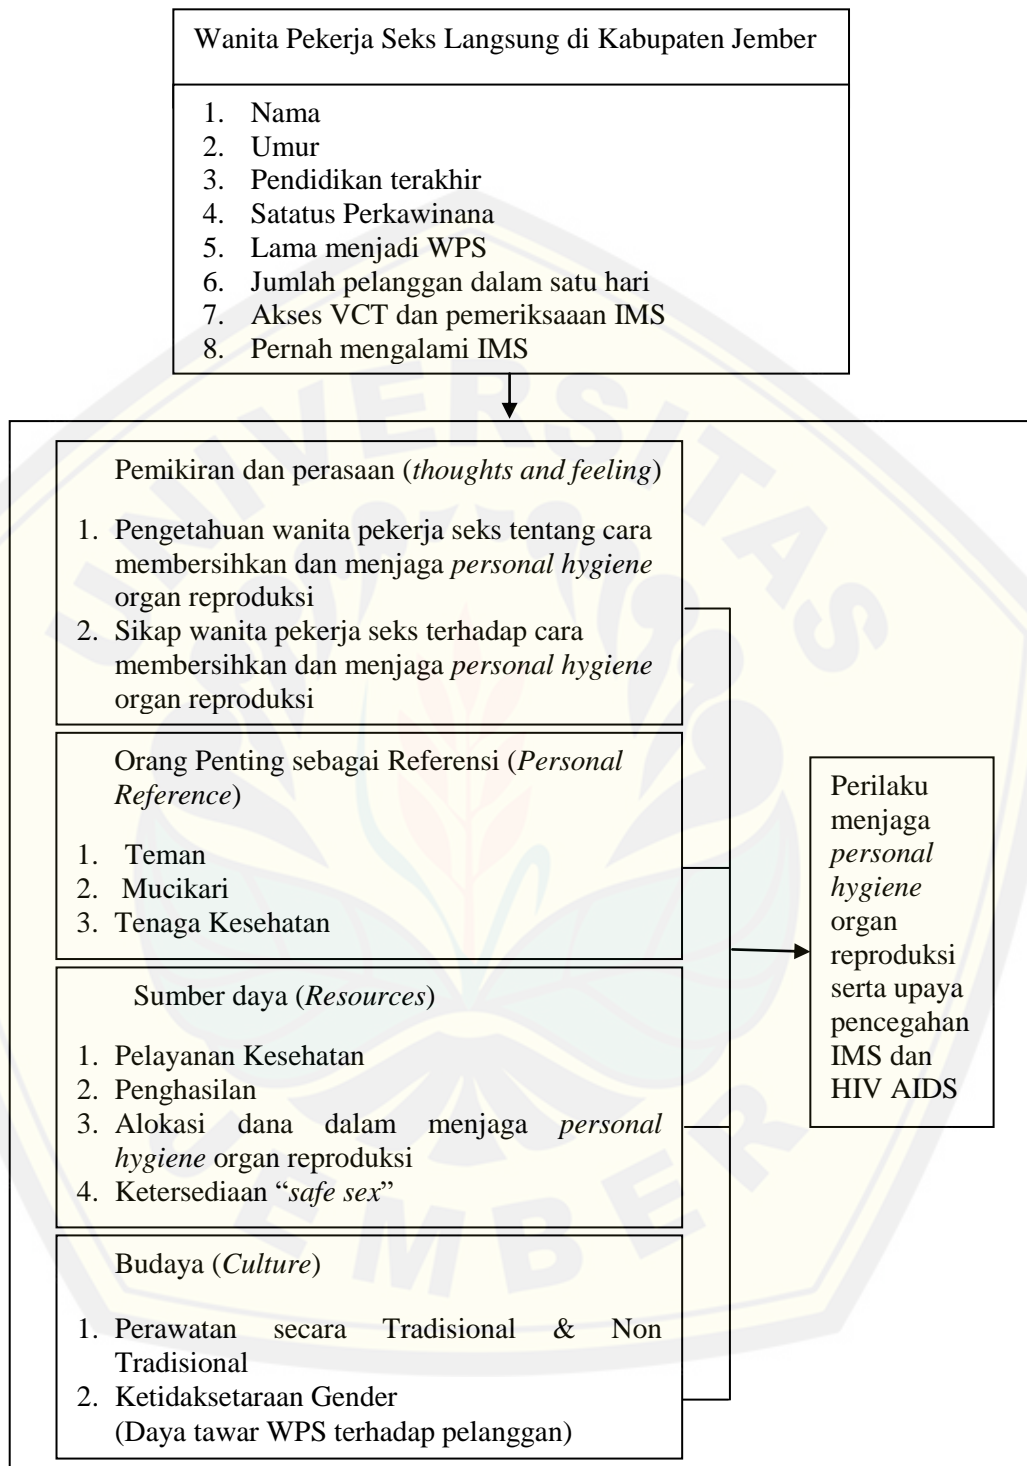 Wanita Pekerja Seks Langsung di Kabupaten Jember
1. Nama
2. Umur
3. Pendidikan terakhir
4. Satatus Perkawinana
5. Lama menjadi WPS
6. Jumlah pelanggan dalam satu hari
7. Akses VCT dan pemeriksaaan IMS
8. Pernah mengalami IMS
Pemikiran dan perasaan (thoughts and feeling)
1. Pengetahuan wanita pekerja seks tentang cara
membersihkan dan menjaga personal hygiene
organ reproduksi
2. Sikap wanita pekerja seks terhadap cara
membersihkan dan menjaga personal hygiene
organ reproduksi
Orang Penting sebagai Referensi (Personal
Reference)
1. Teman
2. Mucikari
3. Tenaga Kesehatan
Sumber daya (Resources)
1. Pelayanan Kesehatan
2. Penghasilan
3. Alokasi dana dalam menjaga personal
hygiene organ reproduksi
4. Ketersediaan “safe sex”
Budaya (Culture)
1. Perawatan secara Tradisional & Non
Tradisional
2. Ketidaksetaraan Gender
(Daya tawar WPS terhadap pelanggan)
Perilaku
menjaga
personal
hygiene
organ
reproduksi
serta upaya
pencegahan
IMS dan
HIV AIDS
UNIVERSITAS
JEMBER